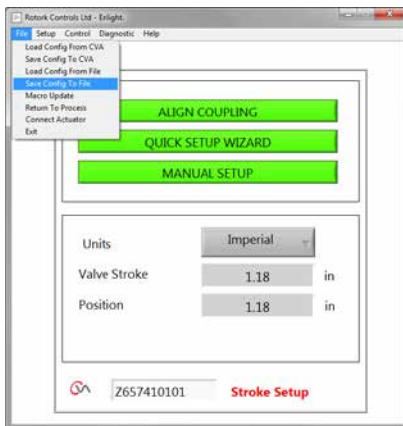 Rotork Controls Ltd - Enlight.
File Setup Control Diagnostic Help
Load Config From CVA
Save Config To CVA
Load Config From File
Save Config To File
Macro Update
Return To Process
Connect Actuator
Exit
ALIGN COUPLING
QUICK SETUP WIZARD
MANUAL SETUP
Units Imperial
Valve Stroke 1.18 in
Position 1.18 in
Z657410101 Stroke Setup